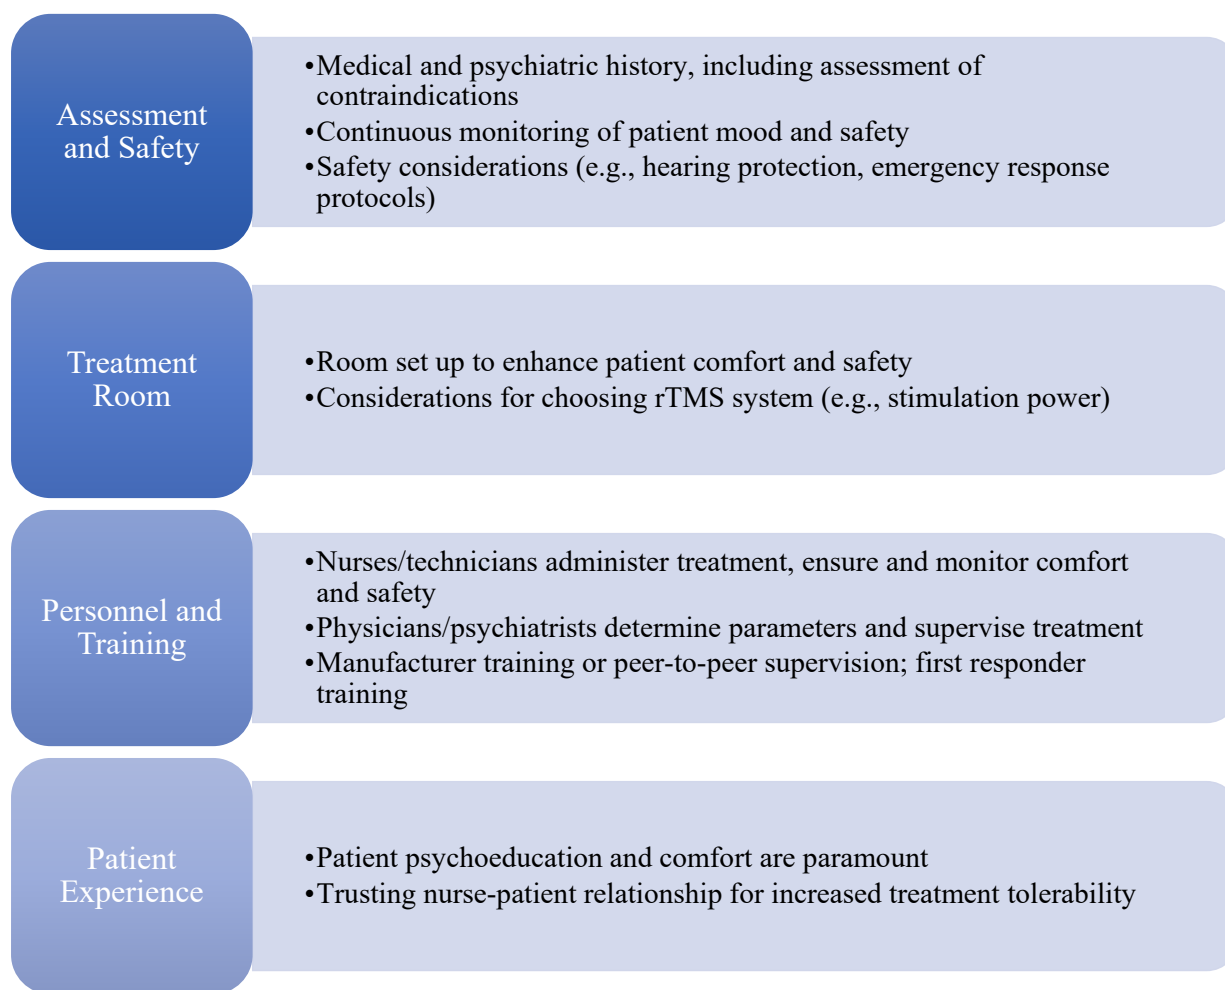 Assessment
and Safety
•Medical and psychiatric history, including assessment of
contraindications
•Continuous monitoring of patient mood and safety
•Safety considerations (e.g., hearing protection, emergency response
protocols)
Treatment
Room
•Room set up to enhance patient comfort and safety
•Considerations for choosing rTMS system (e.g., stimulation power)
Personnel and
Training
•Nurses/technicians administer treatment, ensure and monitor comfort
and safety
•Physicians/psychiatrists determine parameters and supervise treatment
•Manufacturer training or peer-to-peer supervision; first responder
training
Patient
Experience
•Patient psychoeducation and comfort are paramount
•Trusting nurse-patient relationship for increased treatment tolerability